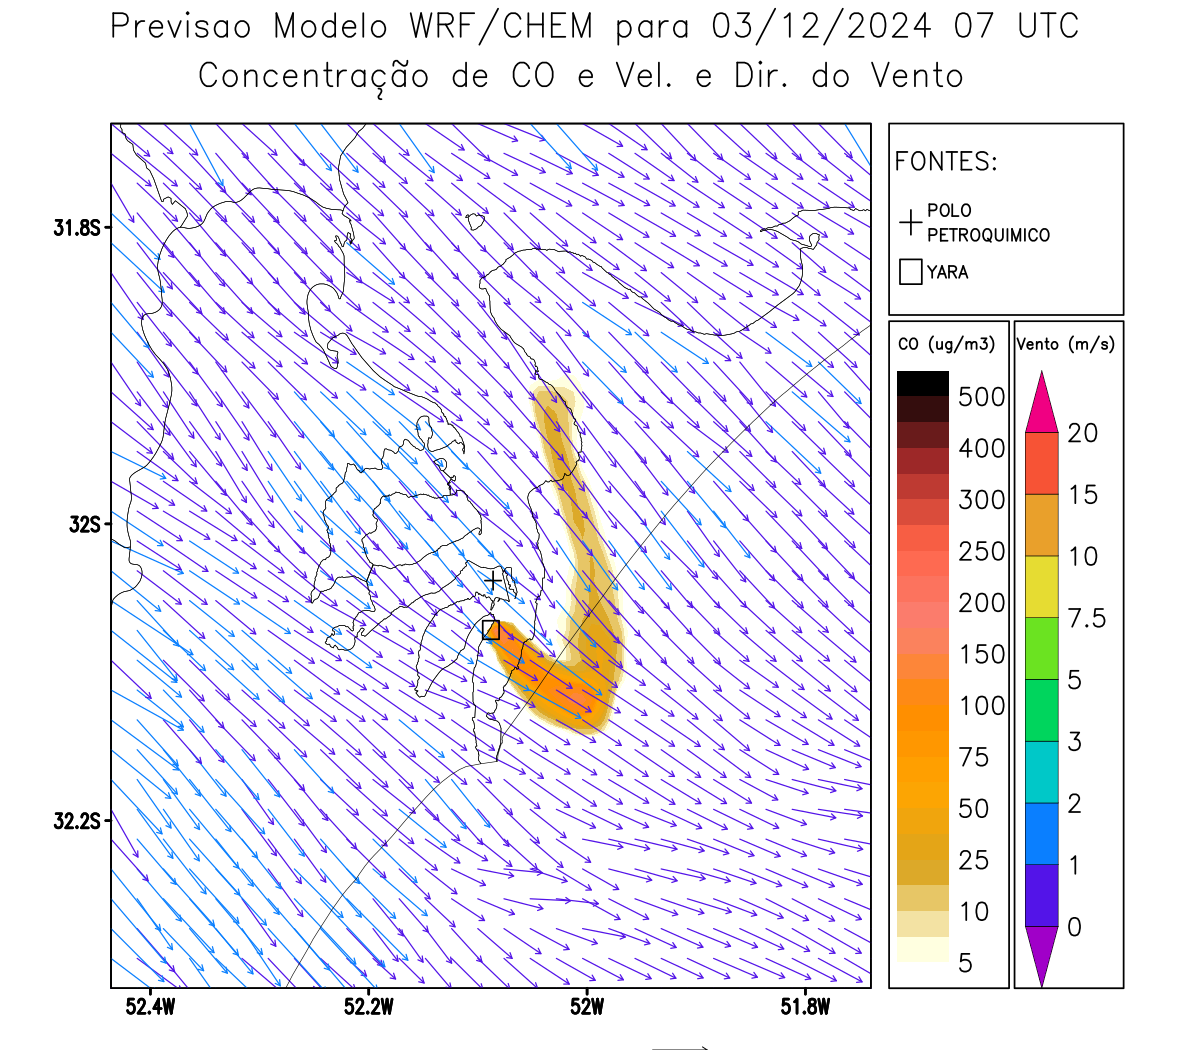 Previsao Modelo WRF/CHEM para 03/12/2024 07 UTC
Concentração de CO e Vel. e Dir. do Vento
FONTES:
POLO
PETROQUIMICO
YARA
CO (ug/m3)
500
400
300
250
200
150
100
75
50
25
10
5
Vento (m/s)
20
15
10
7.5
5
3
2
1
0
31.8S
32S
32.2S
52.4W
52.2W
52W
51.8W